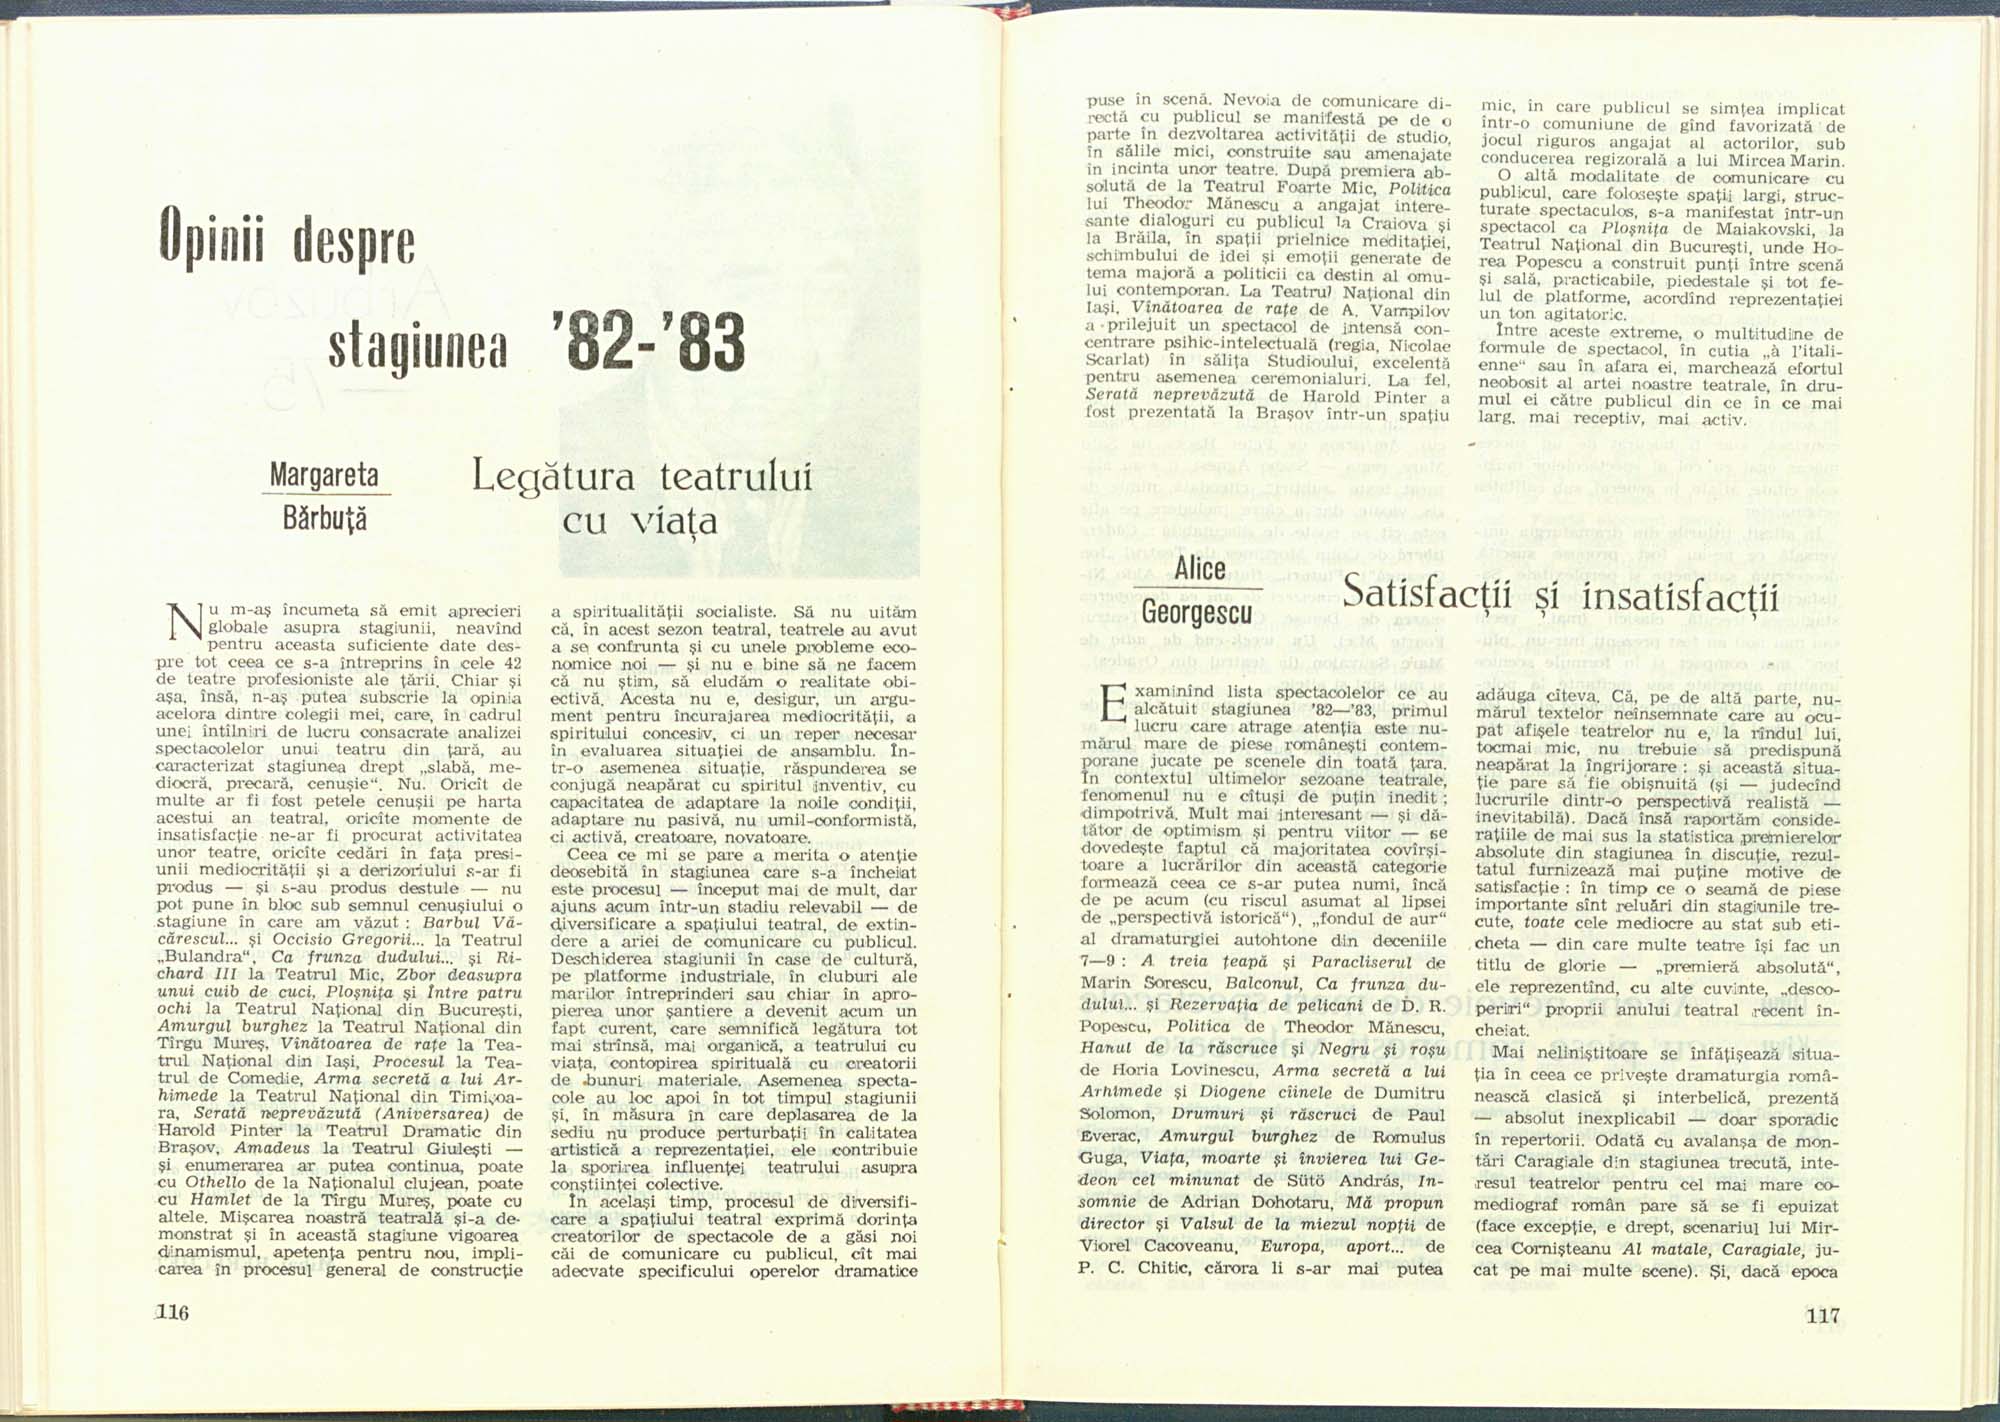 Opinii despre
stagiunea '82-'83
Margareta
Bărbuță
Legătura teatrului
cu viața
Nu m-aș încumeta să emit aprecieri
globale asupra stagiunii, neavînd
pentru aceasta suficiente date des-
pre tot ceea ce s-a întreprins în cele 42
de teatre profesioniste ale țării. Chiar și
așa, însă, n-aș putea subscrie la opinia
acelora dintre colegii mei, care, în cadrul
unei întîlniri de lucru consacrate analizei
spectacolelor unui teatru din țară, au
caracterizat stagiunea drept „slabă, me-
diocră, precară, cenușie“. Nu. Oricît de
multe ar fi fost petele cenușii pe harta
acestui an teatral, oricîte momente de
insatisfacție ne-ar fi procurat activitatea
unor teatre, oricîte cedări în fața presi-
unii mediocrității și a derizoriului s-ar fi
produs — și s-au produs destule — nu
pot pune în bloc sub semnul cenușiului o
stagiune în care am văzut : Barbul Vă-
cărescul... și Occisio Gregorii... la Teatrul
„Bulandra“, Ca frunza dudului... și Ri-
chard III la Teatrul Mic, Zbor deasupra
unui cuib de cuci, Ploșnița și Între patru
ochi la Teatrul Național din București,
Amurgul burghez la Teatrul Național din
Tîrgu Mureș, Vînătoarea de rațe la Tea-
trul Național din Iași, Procesul la Tea-
trul de Comedie, Arma secretă a lui Ar-
himede la Teatrul Național din Timișoa-
ra, Serată neprevăzută (Aniversarea) de
Harold Pinter la Teatrul Dramatic din
Brașov, Amadeus la Teatrul Giulești —
și enumerarea ar putea continua, poate
cu Othello de la Naționalul clujean, poate
cu Hamlet de la Tîrgu Mureș, poate cu
altele. Mișcarea noastră teatrală și-a de-
monstrat și în această stagiune vigoarea
dinamismul, apetența pentru nou, impli-
carea în procesul general de construcție
a spiritualității socialiste. Să nu uităm
că, în acest sezon teatral, teatrele au avut
a se confrunta și cu unele probleme eco-
nomice noi — și nu e bine să ne facem
că nu știm, să eludăm o realitate obi-
ectivă. Acesta nu e, desigur, un argu-
ment pentru încurajarea mediocrității, a
spiritului concesiv, ci un reper necesar
în evaluarea situației de ansamblu. În-
tr-o asemenea situație, răspunderea se
conjugă neapărat cu spiritul inventiv, cu
capacitatea de adaptare la noile condiții,
adaptare nu pasivă, nu umil-conformistă,
ci activă, creatoare, novatoare.
Ceea ce mi se pare a merita o atenție
deosebită în stagiunea care s-a încheiat
este procesul — început mai de mult, dar
ajuns acum într-un stadiu relevabil — de
diversificare a spațiului teatral, de extin-
dere a ariei de comunicare cu publicul.
Deschiderea stagiunii în case de cultură,
pe platforme industriale, în cluburi ale
marilor întreprinderi sau chiar în apro-
pierea unor șantiere a devenit acum un
fapt curent, care semnifică legătura tot
mai strînsă, mai organică, a teatrului cu
viața, contopirea spirituală cu creatorii
de bunuri materiale. Asemenea specta-
cole au loc apoi în tot timpul stagiunii
și, în măsura în care deplasarea de la
sediu nu produce perturbații în calitatea
artistică a reprezentației, ele contribuie
la sporirea influenței teatrului asupra
conștiinței colective.
În același timp, procesul de diversifi-
care a spațiului teatral exprimă dorința
creatorilor de spectacole de a găsi noi
căi de comunicare cu publicul, cît mai
adecvate specificului operelor dramatice
116
puse în scenă. Nevoia de comunicare di-
rectă cu publicul se manifestă pe de o
parte în dezvoltarea activității de studio,
în sălile mici, construite sau amenajate
în incinta unor teatre. După premiera ab-
solută de la Teatrul Foarte Mic, Politica
lui Theodor Mănescu a angajat intere-
sante dialoguri cu publicul la Craiova și
la Brăila, în spații prielnice meditației,
schimbului de idei și emoții generate de
tema majoră a politicii ca destin al omu-
lui contemporan. La Teatrul Național din
Iași, Vînătoarea de rațe de A. Vampilov
a prilejuit un spectacol de intensă con-
centrare psihic-intelectuală (regia, Nicolae
Scarlat) în sălița Studioului, excelentă
pentru asemenea ceremonialuri. La fel,
Serată neprevăzută de Harold Pinter a
fost prezentată la Brașov într-un spațiu
mic, în care publicul se simțea implicat
într-o comuniune de gînd favorizată de
jocul riguros angajat al actorilor, sub
conducerea regizorală a lui Mircea Marin.
O altă modalitate de comunicare cu
publicul, care folosește spații largi, struc-
turate spectaculos, s-a manifestat într-un
spectacol ca Ploșnița de Maiakovski, la
Teatrul Național din București, unde Ho-
rea Popescu a construit punți între scenă
și sală, practicabile, piedestale și tot fe-
lul de platforme, acordînd reprezentației
un ton agitatoric.
Între aceste extreme, o multitudine de
formule de spectacol, în cutia „à l'itali-
enne“ sau în afara ei, marchează efortul
neobosit al artei noastre teatrale, în dru-
mul ei către publicul din ce în ce mai
larg, mai receptiv, mai activ.
Alice
Georgescu
Satisfacții și insatisfacții
Examinînd lista spectacolelor ce au
alcătuit stagiunea '82—'83, primul
lucru care atrage atenția este nu-
mărul mare de piese românești contem-
porane jucate pe scenele din toată țara.
În contextul ultimelor sezoane teatrale,
fenomenul nu e cîtuși de puțin inedit ;
dimpotrivă. Mult mai interesant — și dă-
tător de optimism și pentru viitor — se
dovedește faptul că majoritatea covîrși-
toare a lucrărilor din această categorie
formează ceea ce s-ar putea numi, încă
de pe acum (cu riscul asumat al lipsei
de „perspectivă istorică“), „fondul de aur“
al dramaturgiei autohtone din deceniile
7—9 : A treia țeapă și Paracliserul de
Marin Sorescu, Balconul, Ca frunza du-
dului... și Rezervația de pelicani de D. R.
Popescu, Politica de Theodor Mănescu,
Hanul de la răscruce și Negru și roșu
de Horia Lovinescu, Arma secretă a lui
Arhimede și Diogene cîinele de Dumitru
Solomon, Drumuri și răscruci de Paul
Everac, Amurgul burghez de Romulus
Guga, Viața, moarte și învierea lui Ge-
deon cel minunat de Sütö András, In-
somnie de Adrian Dohotaru, Mă propun
director și Valsul de la miezul nopții de
Viorel Cacoveanu, Europa, aport... de
P. C. Chitic, cărora li s-ar mai putea
adăuga cîteva. Că, pe de altă parte, nu-
mărul textelor neînsemnate care au ocu-
pat afișele teatrelor nu e, la rîndul lui,
tocmai mic, nu trebuie să predispună
neapărat la îngrijorare : și această situa-
ție pare să fie obișnuită (și — judecînd
lucrurile dintr-o perspectivă realistă —
inevitabilă). Dacă însă raportăm conside-
rațiile de mai sus la statistica premierelor
absolute din stagiunea în discuție, rezul-
tatul furnizează mai puține motive de
satisfacție : în timp ce o seamă de piese
importante sînt reluări din stagiunile tre-
cute, toate cele mediocre au stat sub eti-
cheta — din care multe teatre își fac un
titlu de glorie — „premieră absolută“,
ele reprezentînd, cu alte cuvinte, „desco-
periri“ proprii anului teatral recent în-
cheiat.
Mai neliniștitoare se înfățișează situa-
ția în ceea ce privește dramaturgia româ-
nească clasică și interbelică, prezentă
— absolut inexplicabil — doar sporadic
în repertorii. Odată cu avalanșa de mon-
tări Caragiale din stagiunea trecută, inte-
resul teatrelor pentru cel mai mare co-
mediograf român pare să se fi epuizat
(face excepție, e drept, scenariul lui Mir-
cea Cornișteanu Al matale, Caragiale, ju-
cat pe mai multe scene). Și, dacă epoca
117